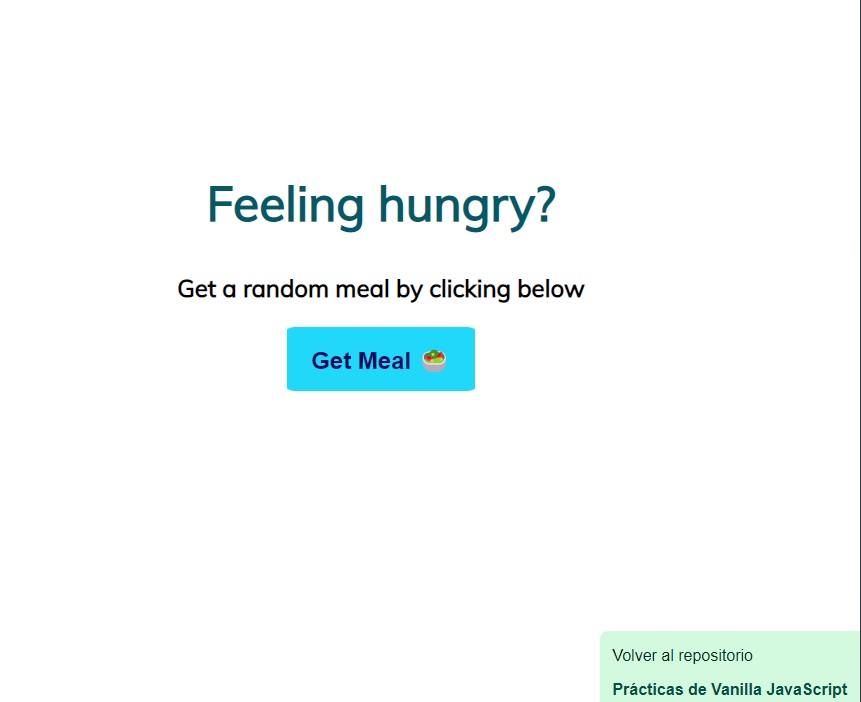 Feeling hungry?
Get a random meal by clicking below
Get Meal 🥗
Volver al repositorio
Prácticas de Vanilla JavaScript